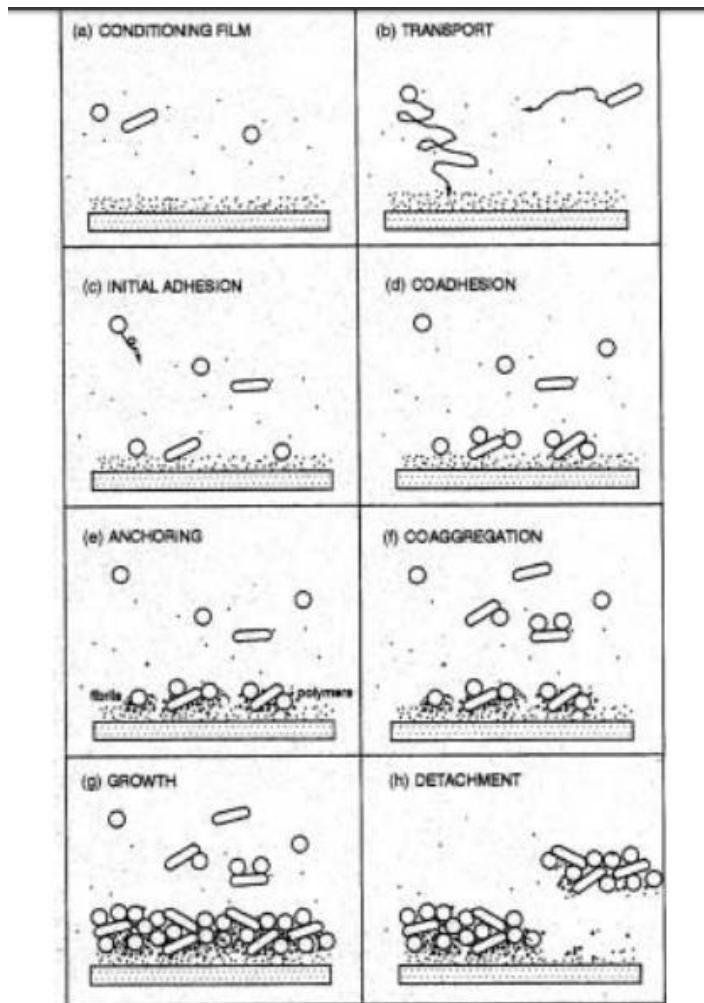 (a) CONDITIONING FILM
(b) TRANSPORT
(c) INITIAL ADHESION
(d) COADHESION
(e) ANCHORING
(f) COAGGREGATION
fibrils
polymers
(g) GROWTH
(h) DETACHMENT